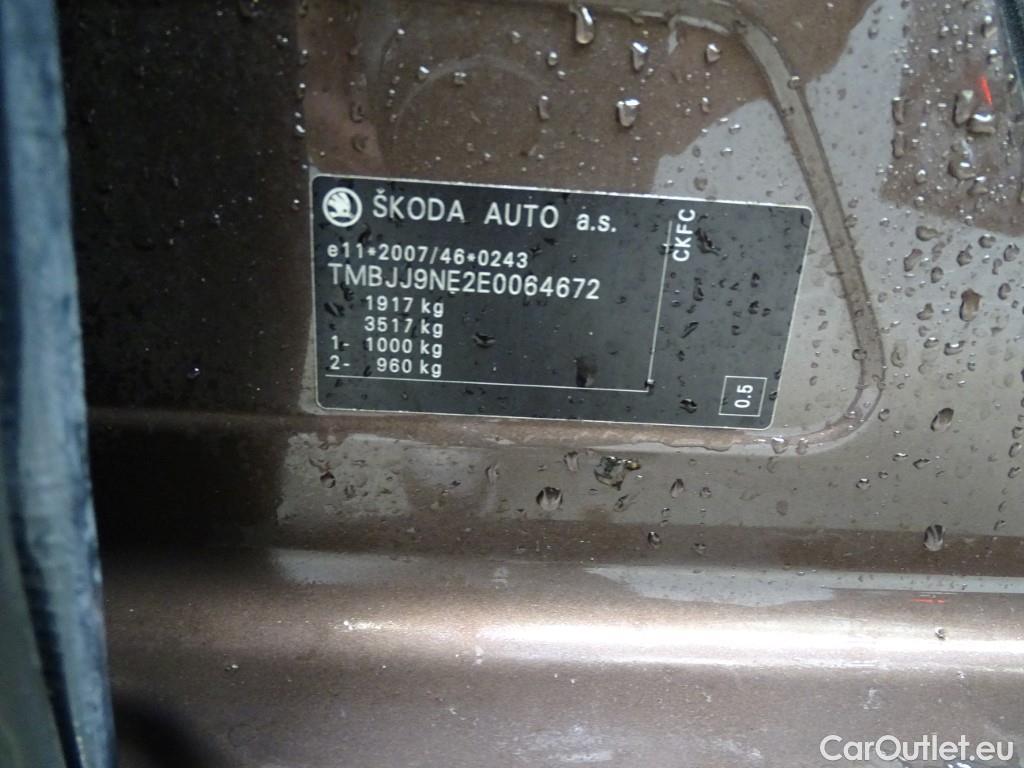 ŠKODA AUTO a.s.
e11*2007/46*0243
TMBJJ9NE2E0064672
1917 kg
3517 kg
1- 1000 kg
2- 960 kg
CKFC
0.5
CarOutlet.eu